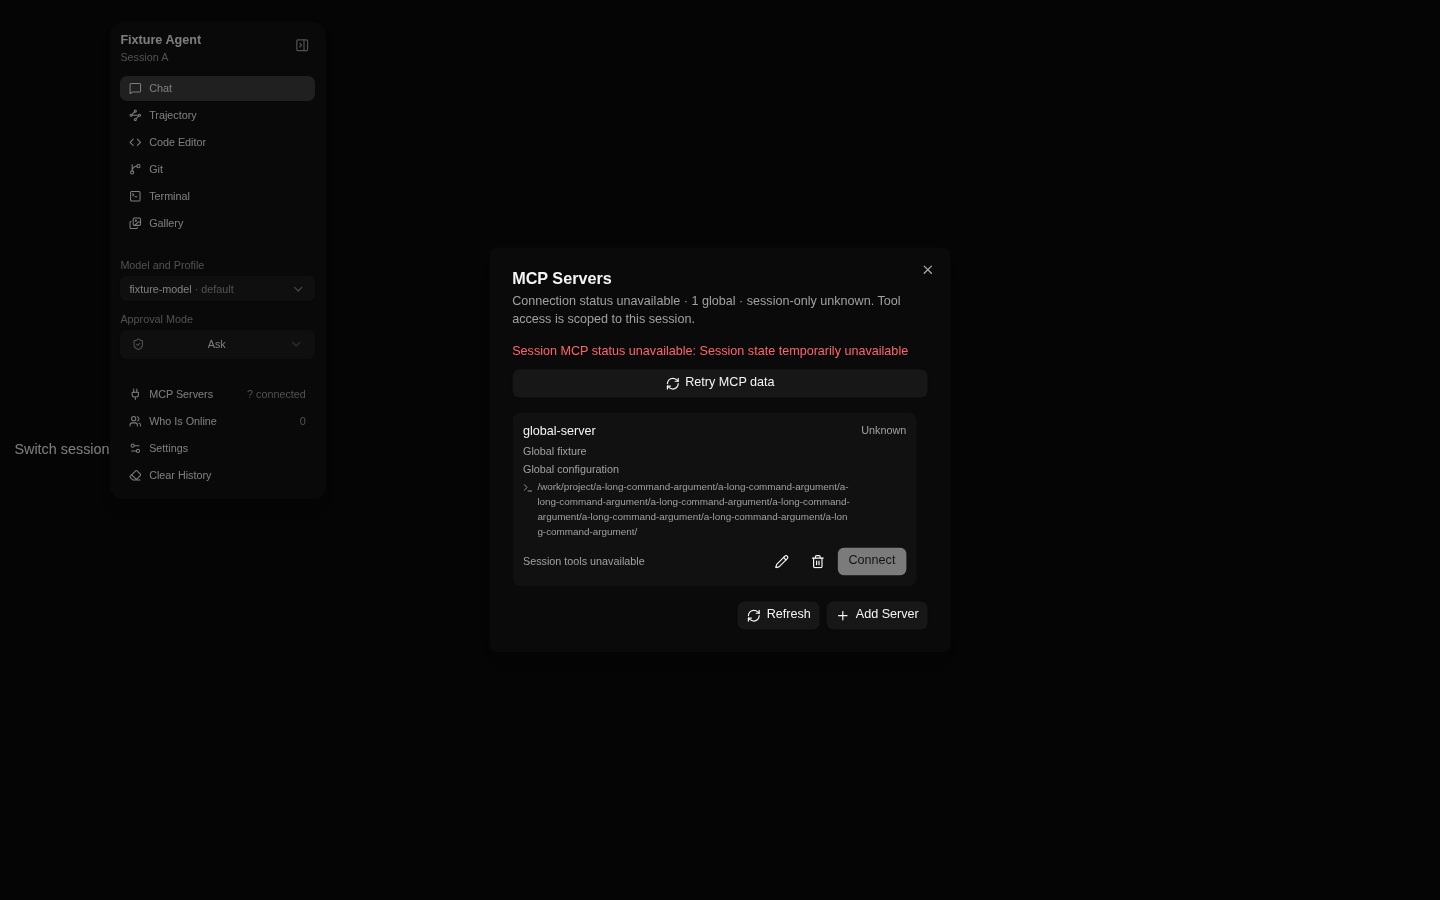 Fixture Agent
Session A
Chat
Trajectory
Code Editor
Git
Terminal
Gallery
Model and Profile
fixture-model · default
Approval Mode
Ask
MCP Servers ? connected
Who Is Online 0
Settings
Clear History
Switch session
MCP Servers
Connection status unavailable · 1 global · session-only unknown. Tool
access is scoped to this session.
Session MCP status unavailable: Session state temporarily unavailable
Retry MCP data
global-server Unknown
Global fixture
Global configuration
/work/project/a-long-command-argument/a-long-command-argument/a-
long-command-argument/a-long-command-argument/a-long-command-
argument/a-long-command-argument/a-long-command-argument/a-lon
g-command-argument/
Session tools unavailable Connect
Refresh Add Server